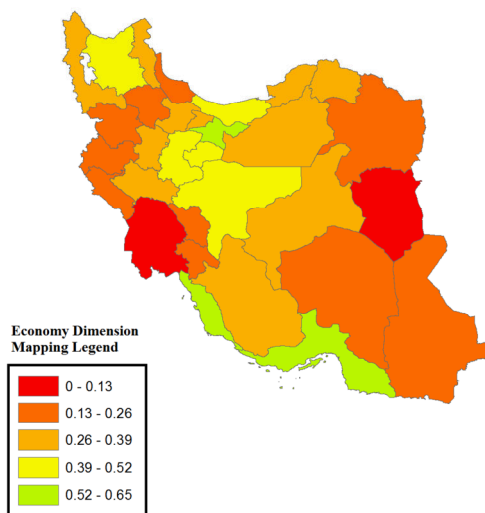 Economy Dimension
Mapping Legend
0 - 0.13
0.13 - 0.26
0.26 - 0.39
0.39 - 0.52
0.52 - 0.65